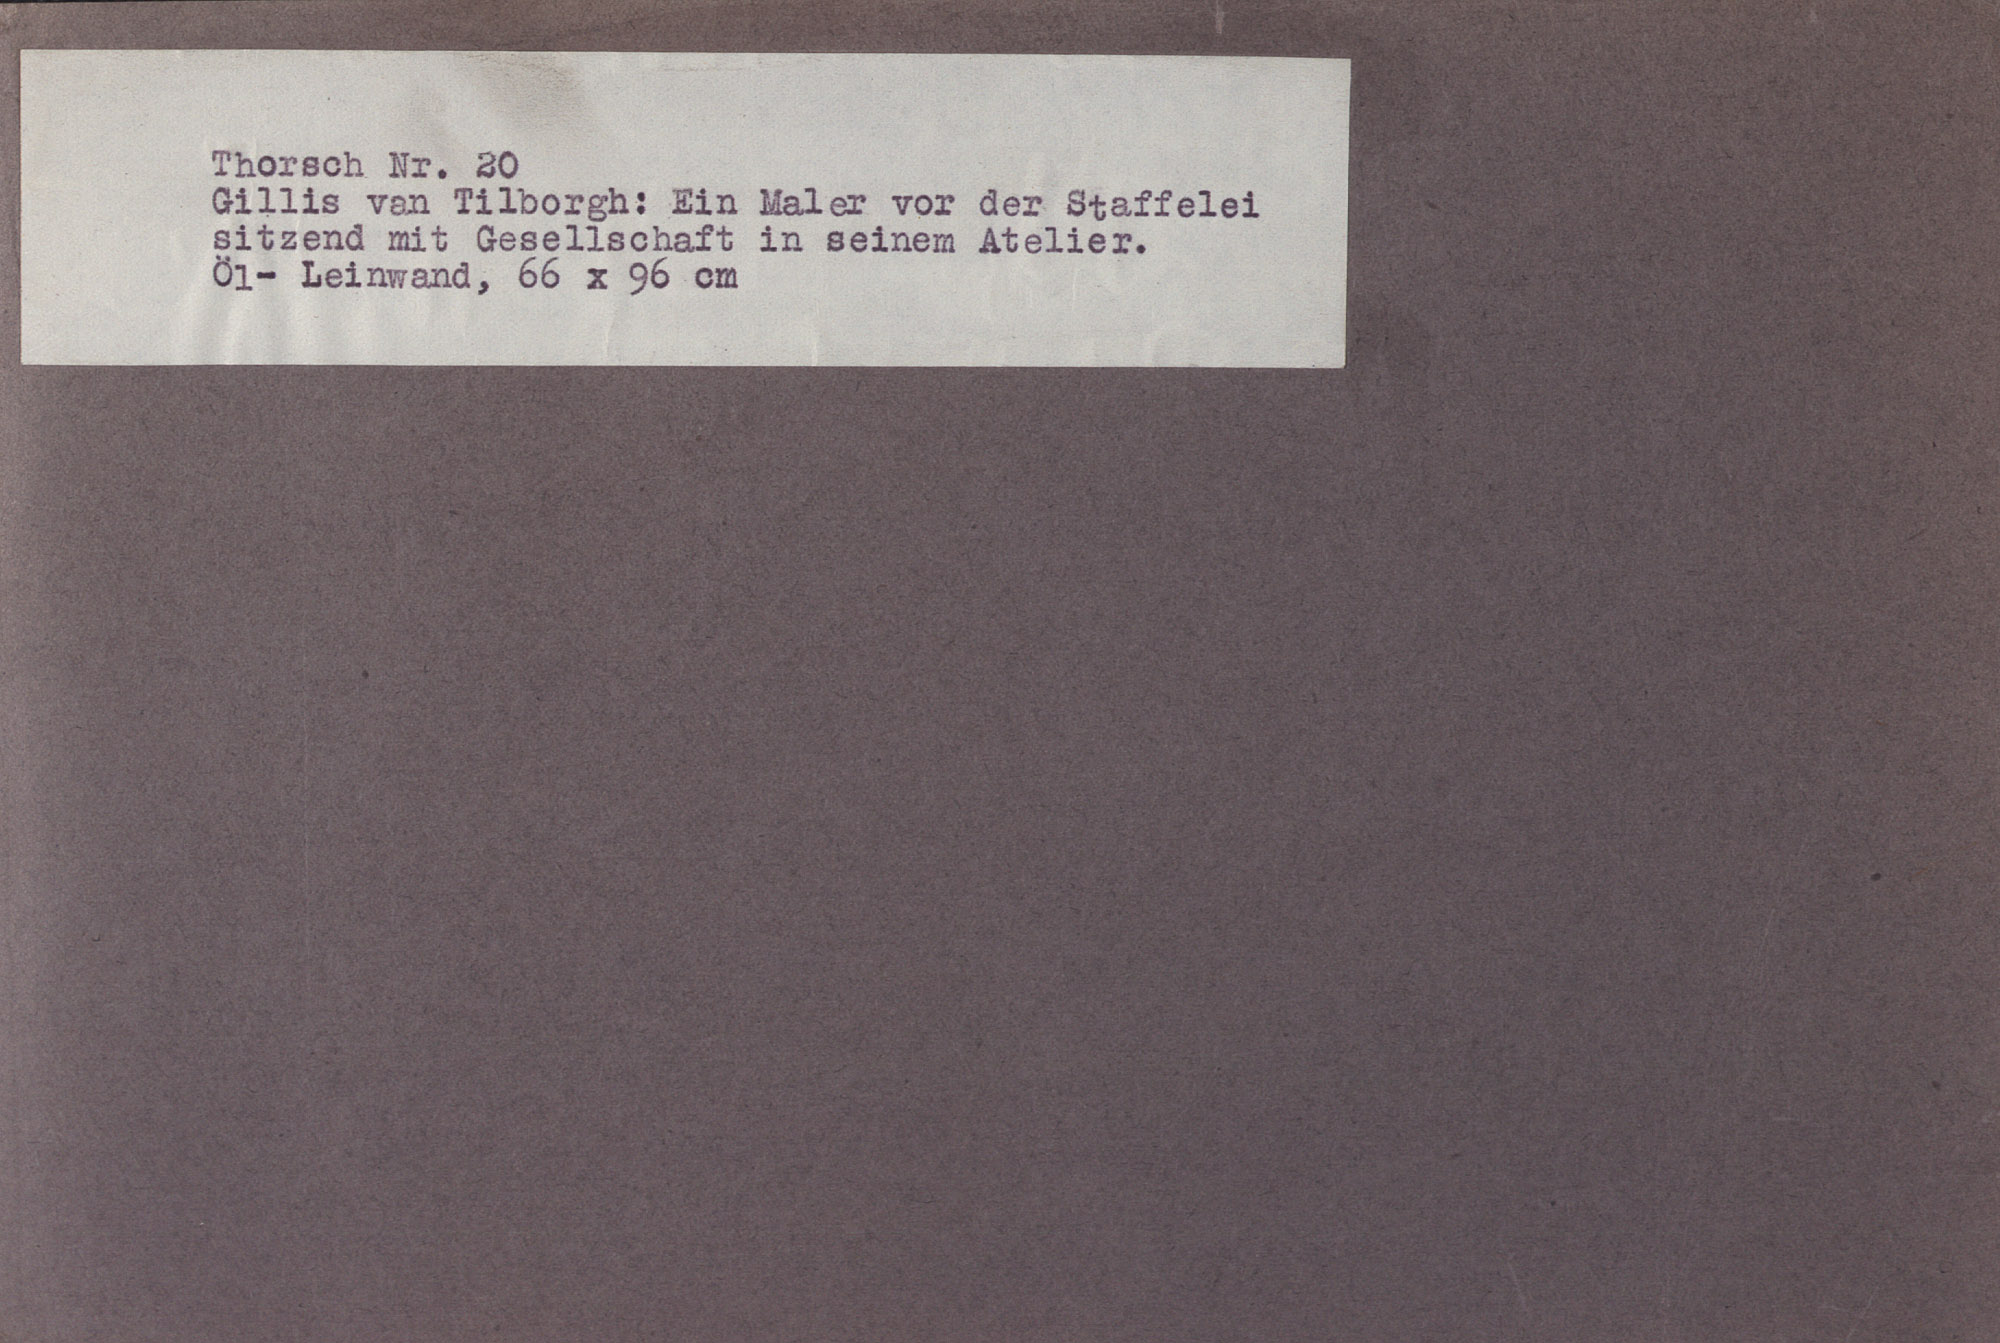 Thorsch Nr. 20
Gillis van Tilborgh: Ein Maler vor der Staffelei
sitzend mit Gesellschaft in seinem Atelier.
Öl- Leinwand, 66 x 96 cm